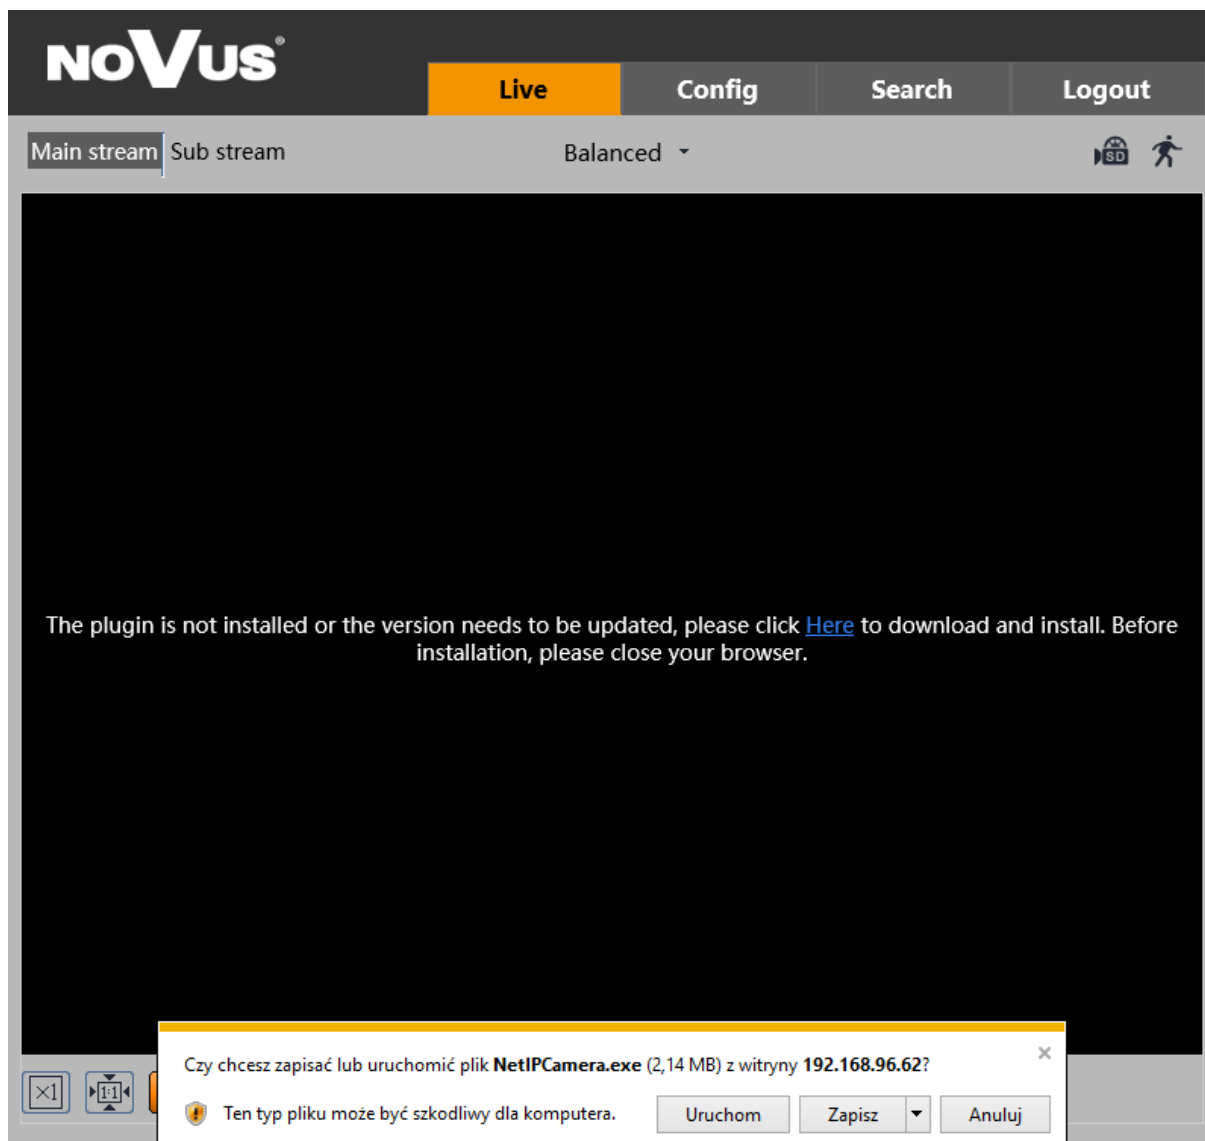 NOVUS®
Live Config Search Logout
Main stream Sub stream Balanced
SD
The plugin is not installed or the version needs to be updated, please click Here to download and install. Before
installation, please close your browser.
×1 1:1
Czy chcesz zapisać lub uruchomić plik NetIPCamera.exe (2,14 MB) z witryny 192.168.96.62?
Ten typ pliku może być szkodliwy dla komputera. Uruchom Zapisz Anuluj